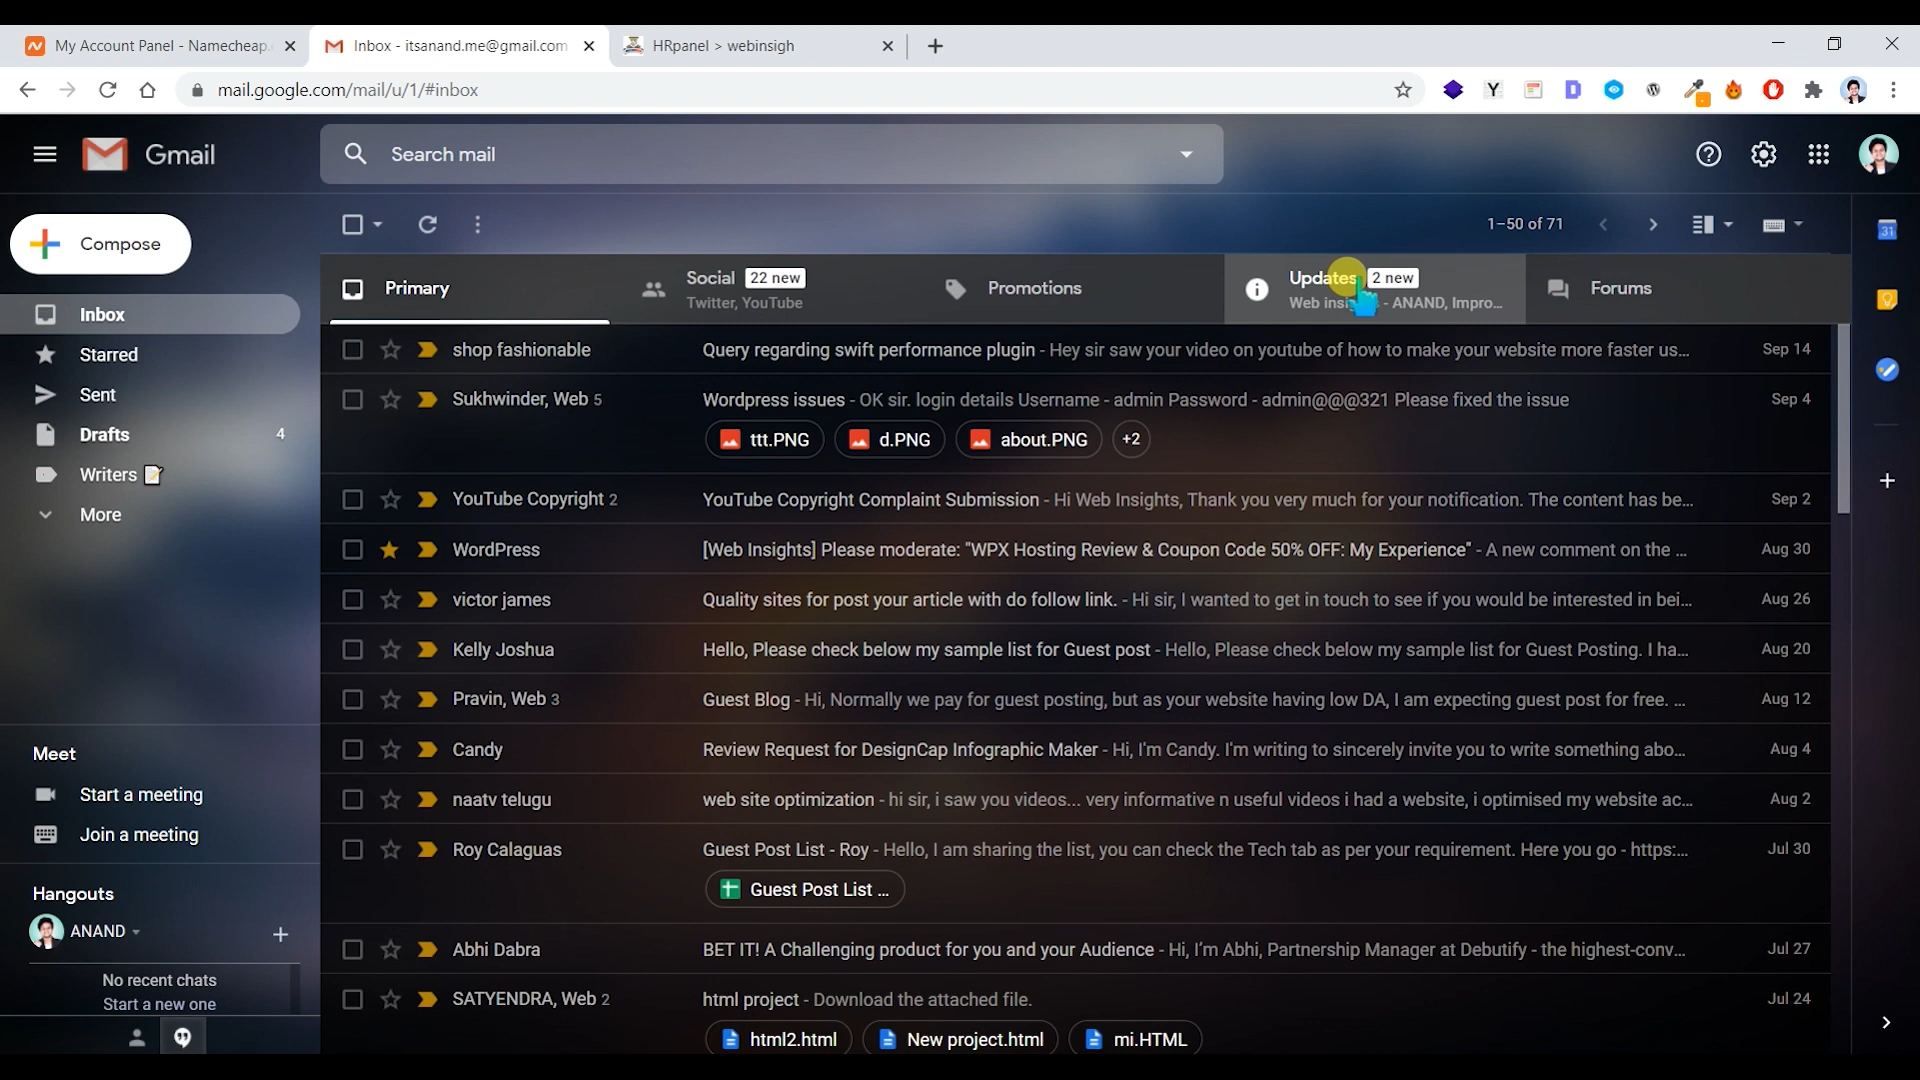 My Account Panel - Namecheap.
Inbox - itsanand.me@gmail.com
HRpanel > webinsigh
mail.google.com/mail/u/1/#inbox
Gmail
Search mail
Compose
1–50 of 71
Primary
Social 22 new
Twitter, YouTube
Promotions
Updates 2 new
- ANAND, Impro...
Forums
Inbox
Starred
Sent
Drafts 4
Writers
More
shop fashionable Query regarding swift performance plugin - Hey sir saw your video on youtube of how to make your website more faster us... Sep 14
Sukhwinder, Web 5 Wordpress issues - OK sir. login details Username - admin Password - admin@@@321 Please fixed the issue Sep 4
ttt.PNG d.PNG about.PNG +2
YouTube Copyright 2 YouTube Copyright Complaint Submission - Hi Web Insights, Thank you very much for your notification. The content has be... Sep 2
WordPress [Web Insights] Please moderate: "WPX Hosting Review & Coupon Code 50% OFF: My Experience" - A new comment on the ... Aug 30
victor james Quality sites for post your article with do follow link. - Hi sir, I wanted to get in touch to see if you would be interested in bei... Aug 26
Kelly Joshua Hello, Please check below my sample list for Guest post - Hello, Please check below my sample list for Guest Posting. I ha... Aug 20
Pravin, Web 3 Guest Blog - Hi, Normally we pay for guest posting, but as your website having low DA, I am expecting guest post for free. ... Aug 12
Candy Review Request for DesignCap Infographic Maker - Hi, I'm Candy. I'm writing to sincerely invite you to write something abo... Aug 4
naatv telugu web site optimization - hi sir, i saw you videos... very informative n useful videos i had a website, i optimised my website ac... Aug 2
Roy Calaguas Guest Post List - Roy - Hello, I am sharing the list, you can check the Tech tab as per your requirement. Here you go - https:... Jul 30
Guest Post List ...
Abhi Dabra BET IT! A Challenging product for you and your Audience - Hi, I'm Abhi, Partnership Manager at Debutify - the highest-conv... Jul 27
SATYENDRA, Web 2 html project - Download the attached file. Jul 24
html2.html New project.html mi.HTML
Meet
Start a meeting
Join a meeting
Hangouts
ANAND
No recent chats
Start a new one
31